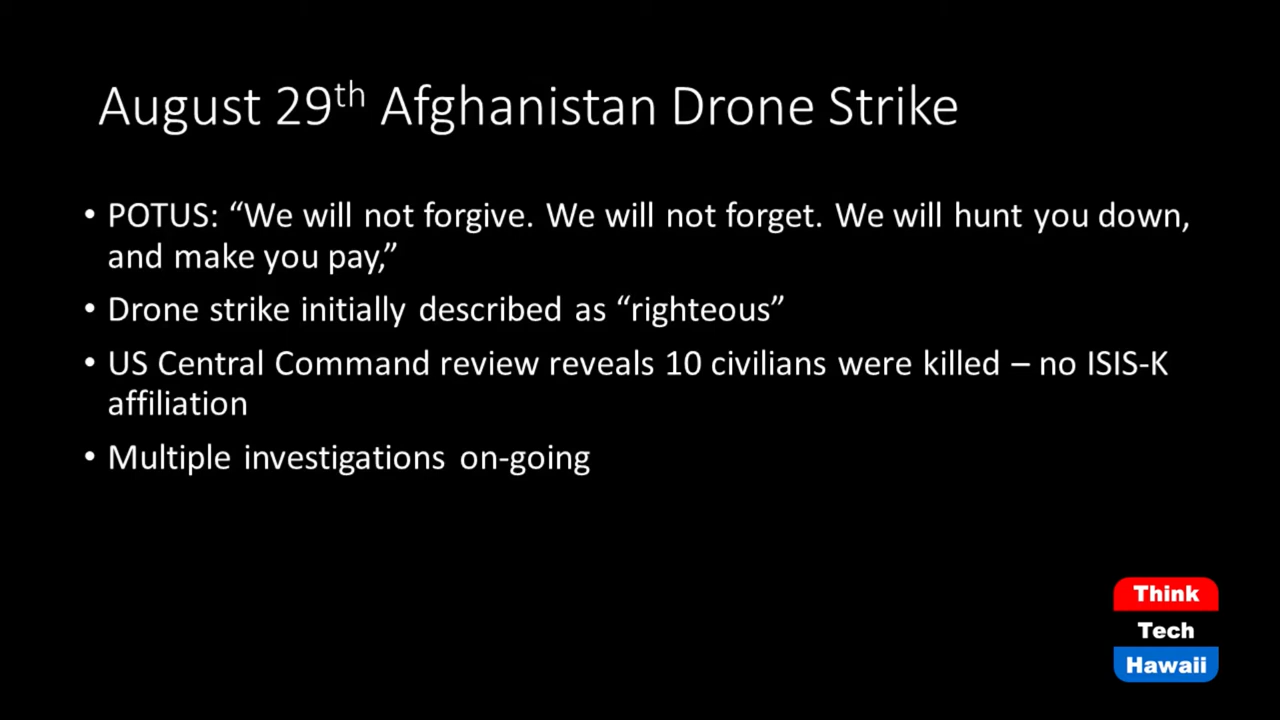 August 29th Afghanistan Drone Strike
• POTUS: “We will not forgive. We will not forget. We will hunt you down,
and make you pay,”
• Drone strike initially described as “righteous”
• US Central Command review reveals 10 civilians were killed – no ISIS-K
affiliation
• Multiple investigations on-going
Think
Tech
Hawaii